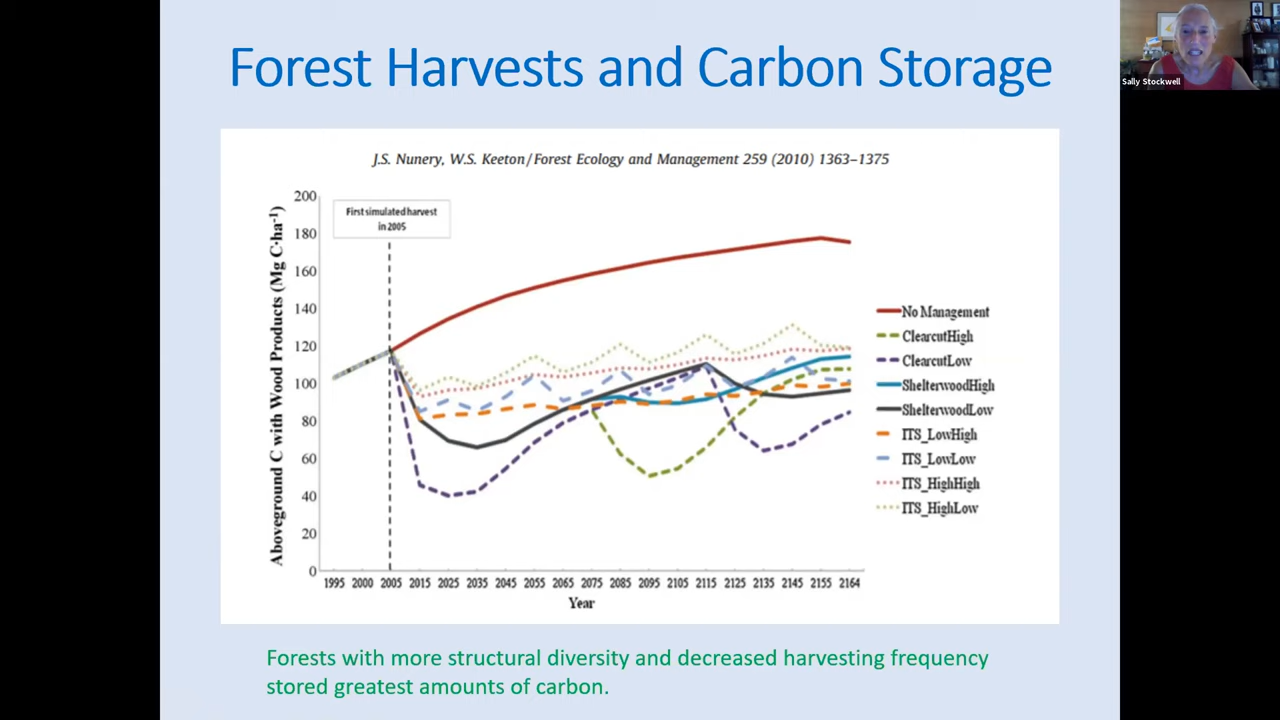 Forest Harvests and Carbon Storage
Sally Stockwell
J.S. Nunery, W.S. Keeton / Forest Ecology and Management 259 (2010) 1363–1375
Aboveground C with Wood Products (Mg C·ha⁻¹)
200
180
160
140
120
100
80
60
40
20
0
First simulated harvest
in 2005
No Management
ClearcutHigh
ClearcutLow
ShelterwoodHigh
ShelterwoodLow
ITS_LowHigh
ITS_LowLow
ITS_HighHigh
ITS_HighLow
1995 2000 2005 2015 2025 2035 2045 2055 2065 2075 2085 2095 2105 2115 2125 2135 2145 2155 2164
Year
Forests with more structural diversity and decreased harvesting frequency
stored greatest amounts of carbon.